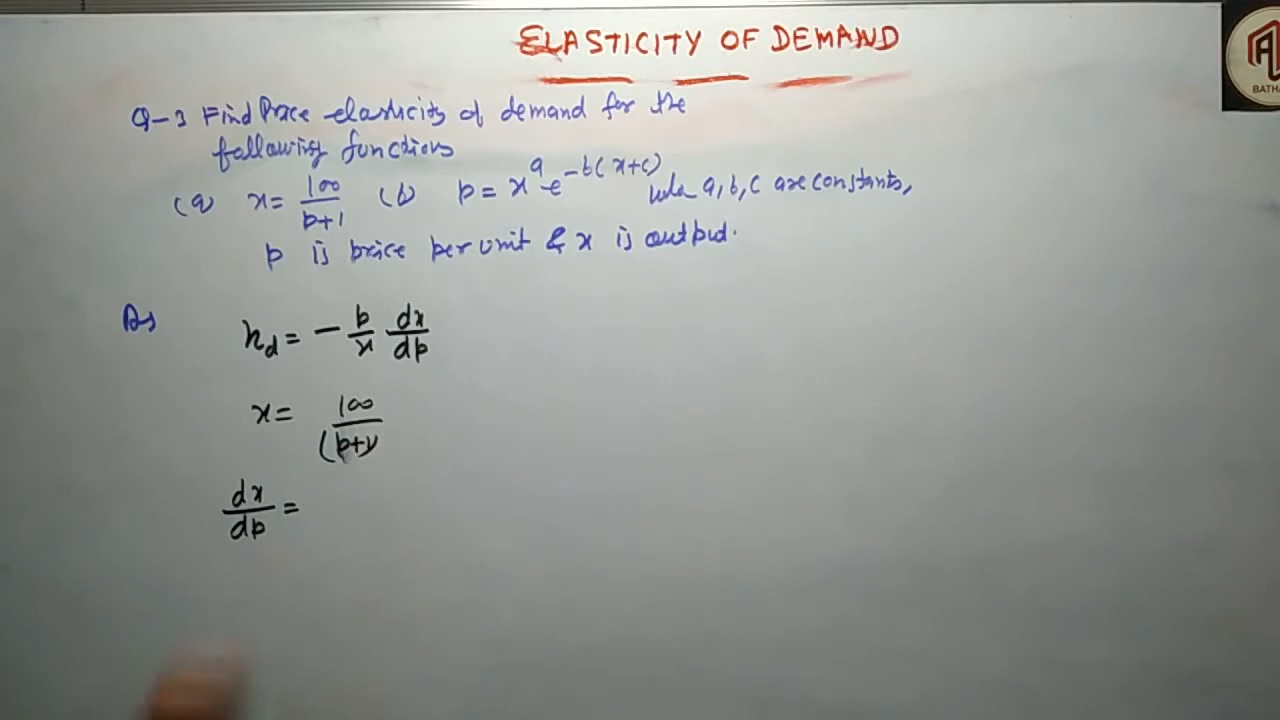 ELASTICITY OF DEMAND
Q-3 Find Price elasticity of demand for the
following functions
(a) x = 100/(p+1) (b) p = x^a e^{-b(x+c)} where a, b, c are constants,
p is price per unit & x is output.
Ans
η_d = - p/x dx/dp
x = 100/(p+1)
dx/dp =
BATHA